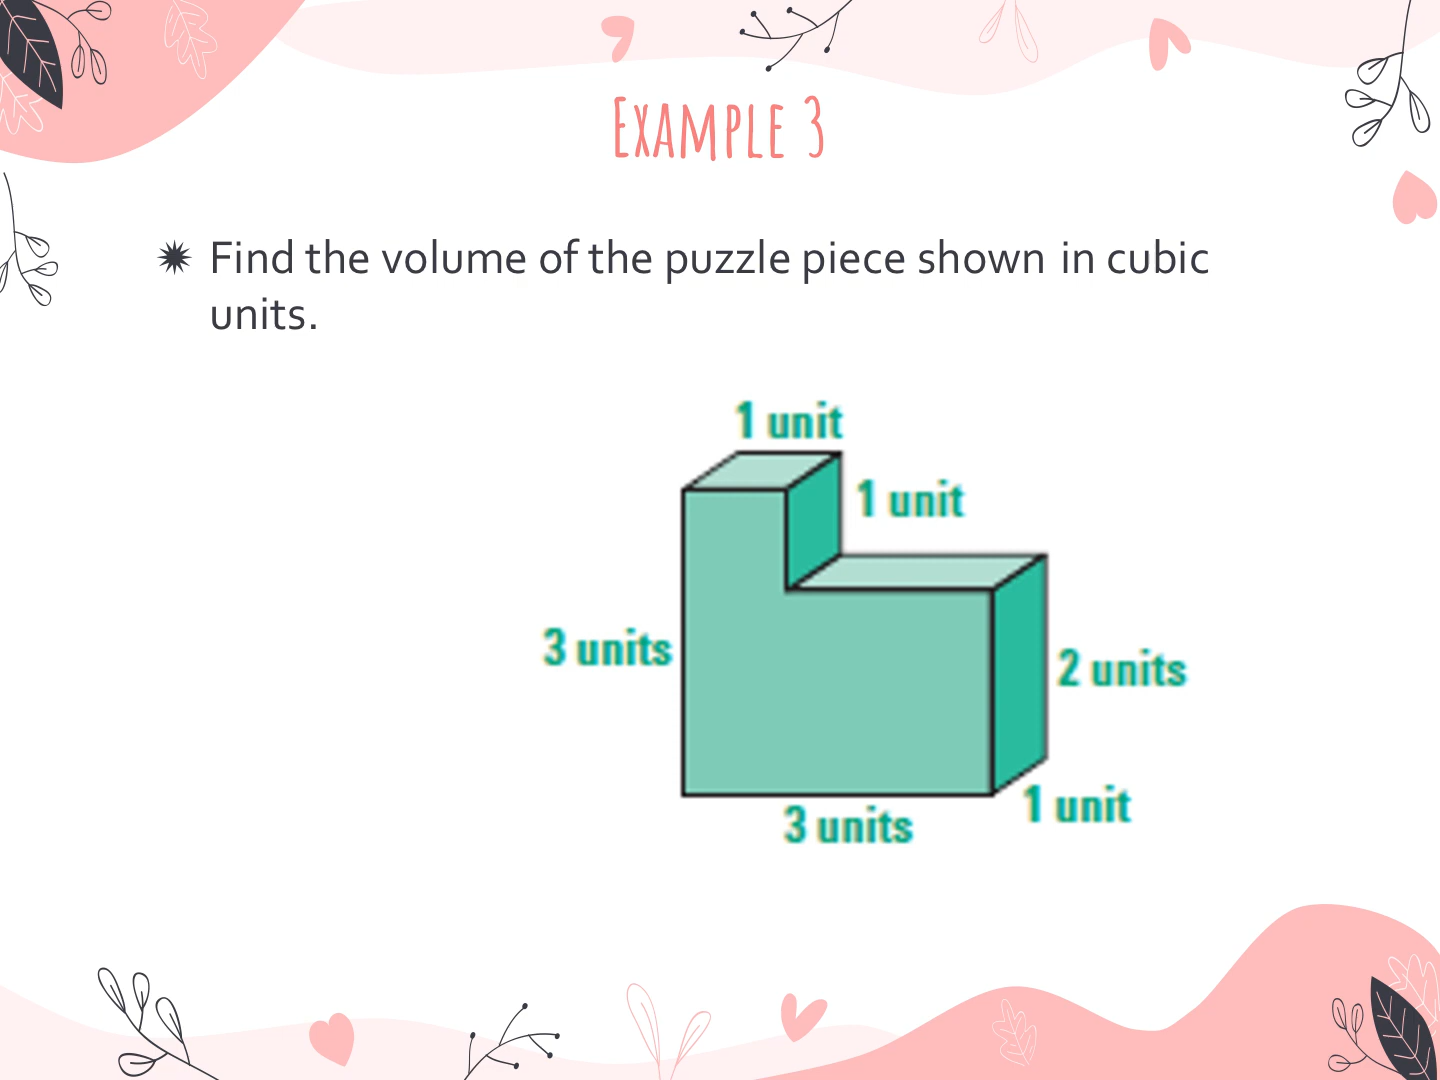 Example 3
Find the volume of the puzzle piece shown in cubic
units.
1 unit
1 unit
3 units
2 units
1 unit
3 units